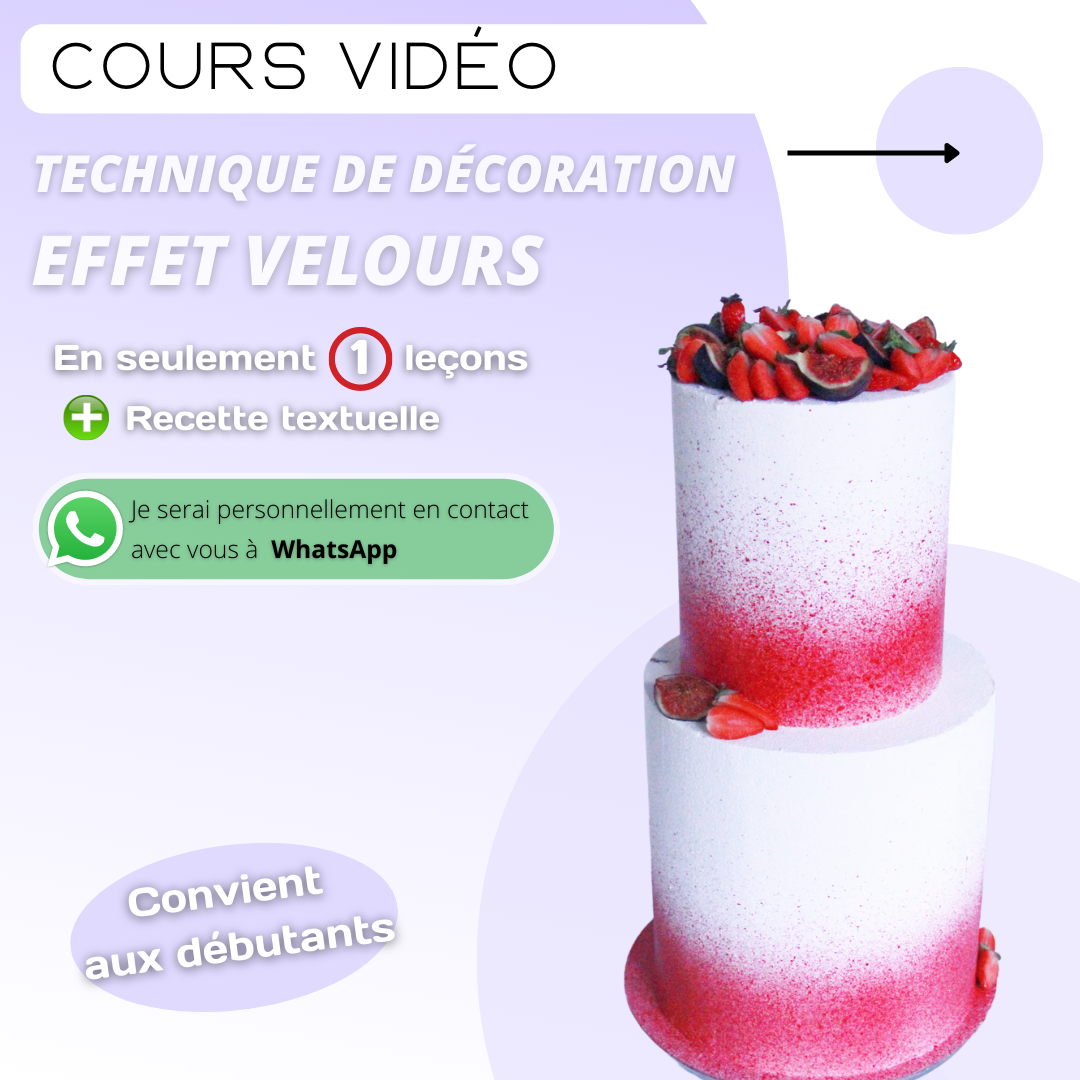 COURS VIDÉO
TECHNIQUE DE DÉCORATION
EFFET VELOURS
En seulement 1 leçons
Recette textuelle
Je serai personnellement en contact
avec vous à WhatsApp
Convient
aux débutants